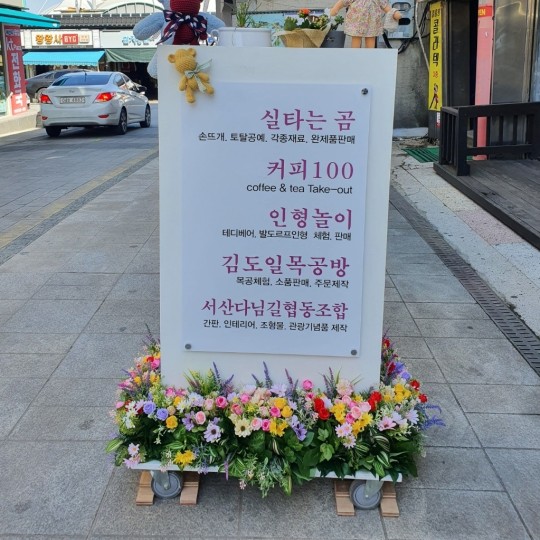 실타는 곰
손뜨개, 토탈공예, 각종재료, 완제품판매
커피100
coffee & tea Take-out
인형놀이
테디베어, 발도르프인형 체험, 판매
김도일목공방
목공체험, 소품판매, 주문제작
서산다님길협동조합
간판, 인테리어, 조형물, 관광기념품 제작